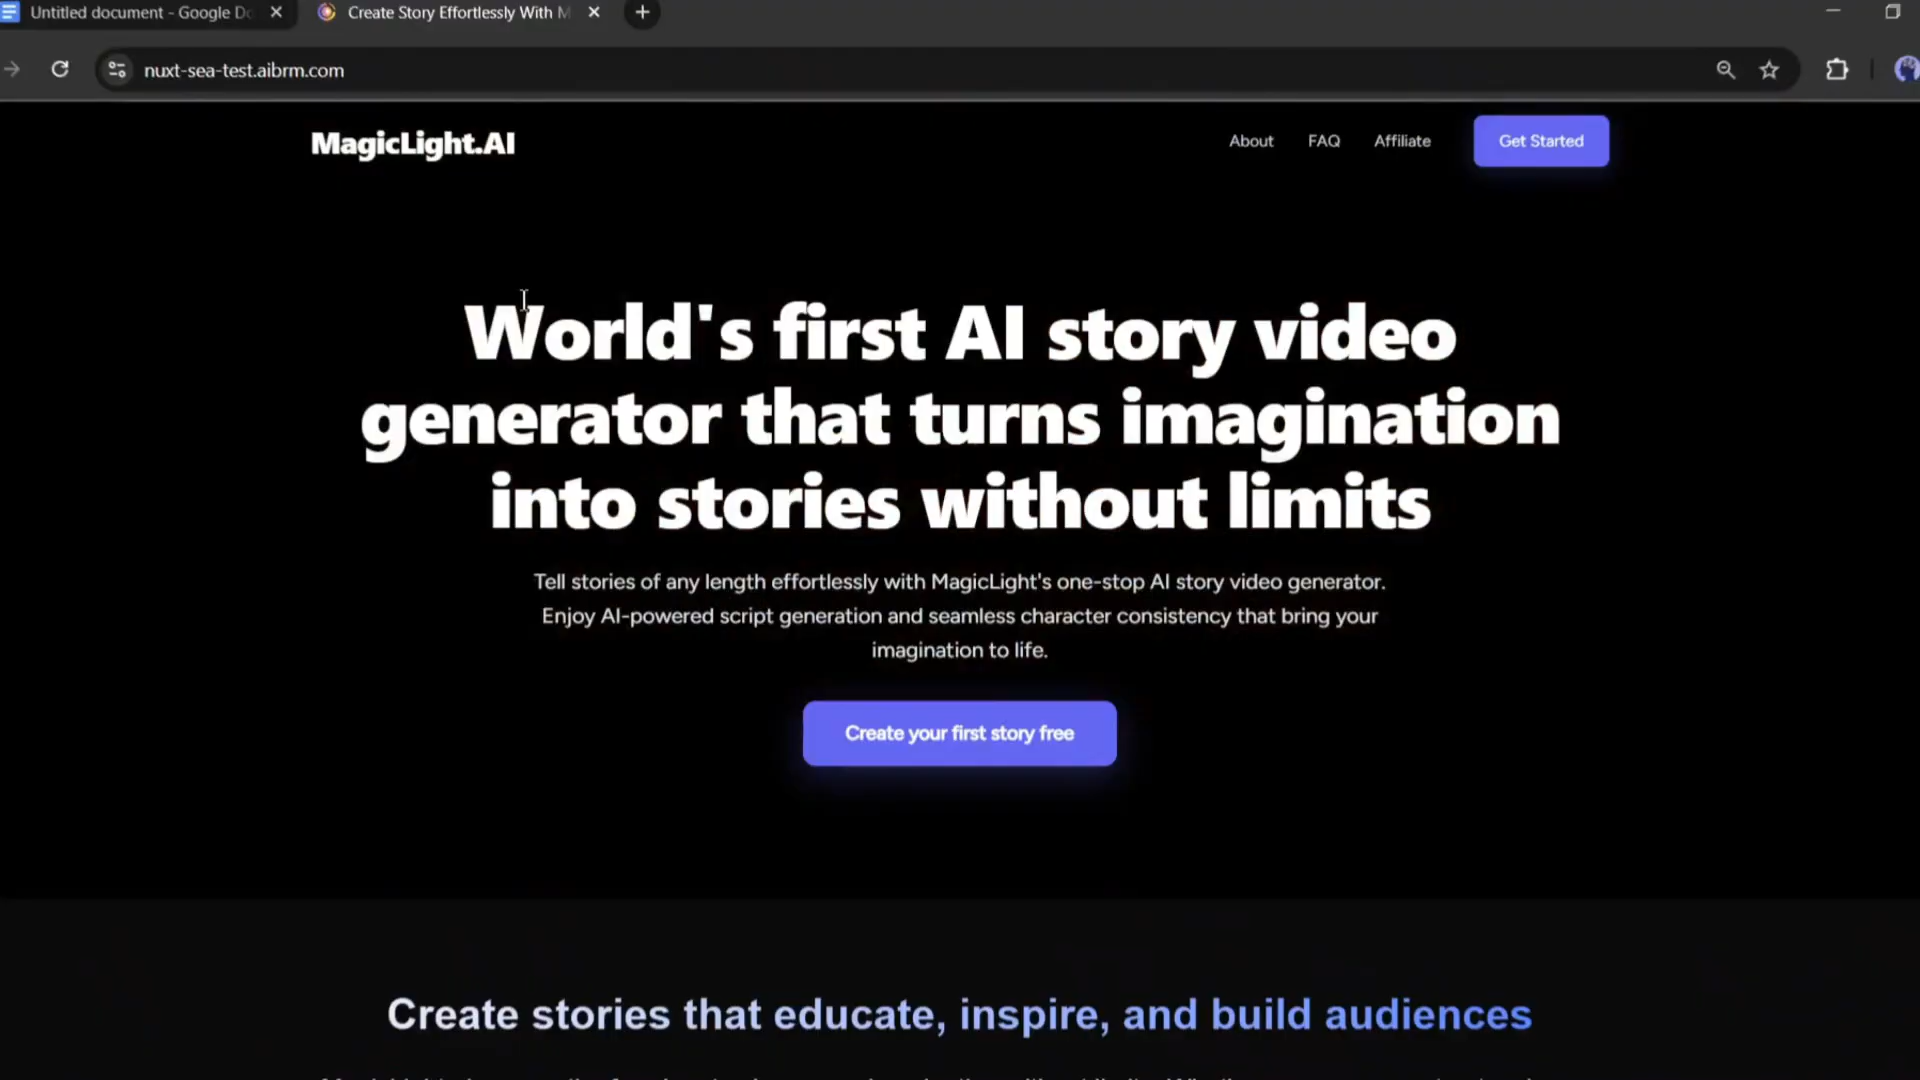 Untitled document - Google Do
Create Story Effortlessly With M
nuxt-sea-test.aibrm.com
MagicLight.AI
About
FAQ
Affiliate
Get Started
World's first AI story video
generator that turns imagination
into stories without limits
Tell stories of any length effortlessly with MagicLight's one-stop AI story video generator.
Enjoy AI-powered script generation and seamless character consistency that bring your
imagination to life.
Create your first story free
Create stories that educate, inspire, and build audiences